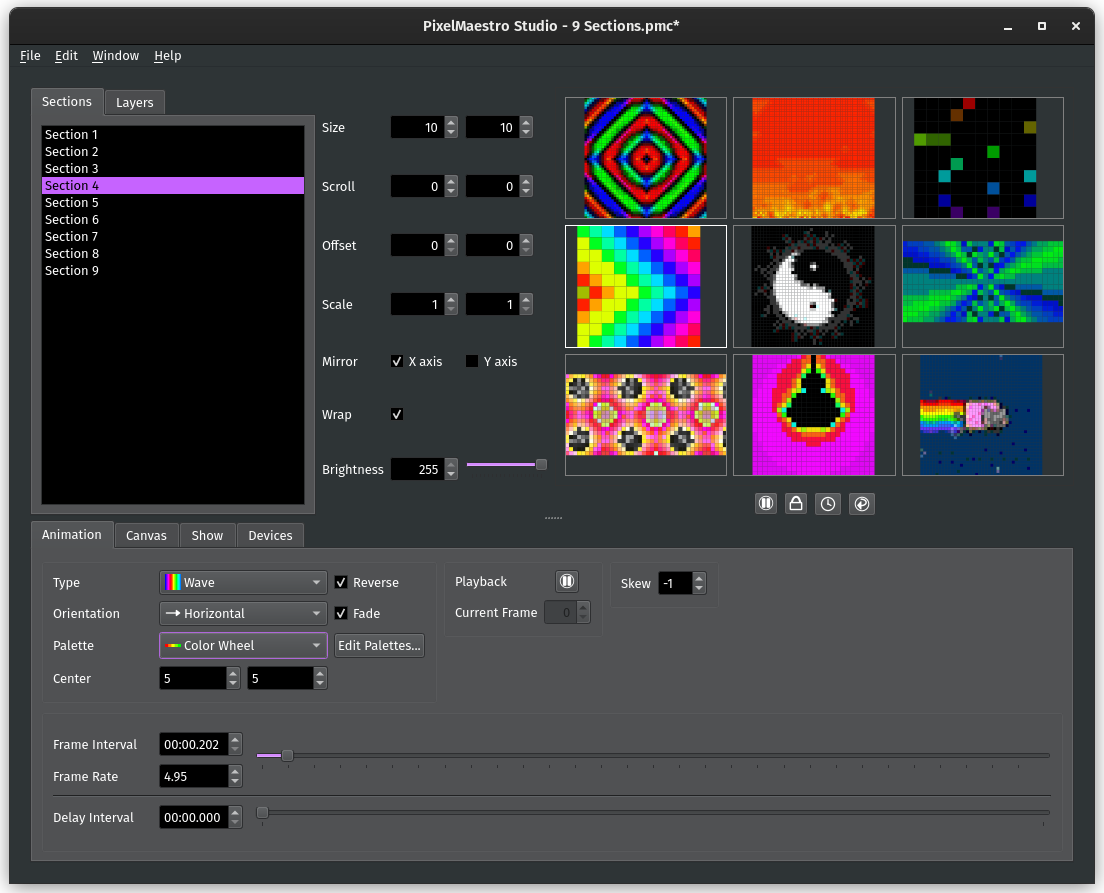 PixelMaestro Studio - 9 Sections.pmc*
File Edit Window Help
Sections Layers
Section 1
Section 2
Section 3
Section 4
Section 5
Section 6
Section 7
Section 8
Section 9
Size 10 10
Scroll 0 0
Offset 0 0
Scale 1 1
Mirror X axis Y axis
Wrap
Brightness 255
Animation Canvas Show Devices
Type Wave Reverse
Orientation Horizontal Fade
Palette Color Wheel Edit Palettes...
Center 5 5
Playback
Current Frame 0
Skew -1
Frame Interval 00:00.202
Frame Rate 4.95
Delay Interval 00:00.000